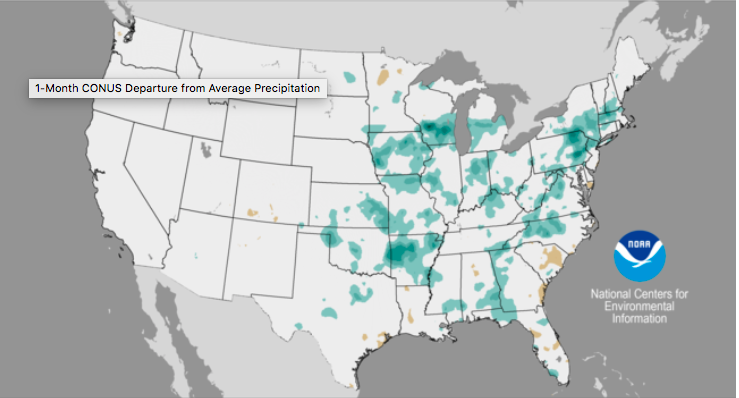 1-Month CONUS Departure from Average Precipitation
NOAA
National Centers for
Environmental
Information